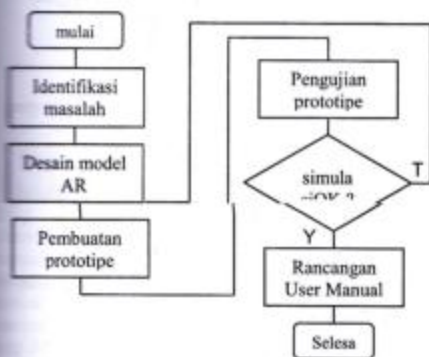 mulai
Identifikasi
masalah
Desain model
AR
Pembuatan
prototipe
Pengujian
prototipe
simula
T
Y
Rancangan
User Manual
Selesa